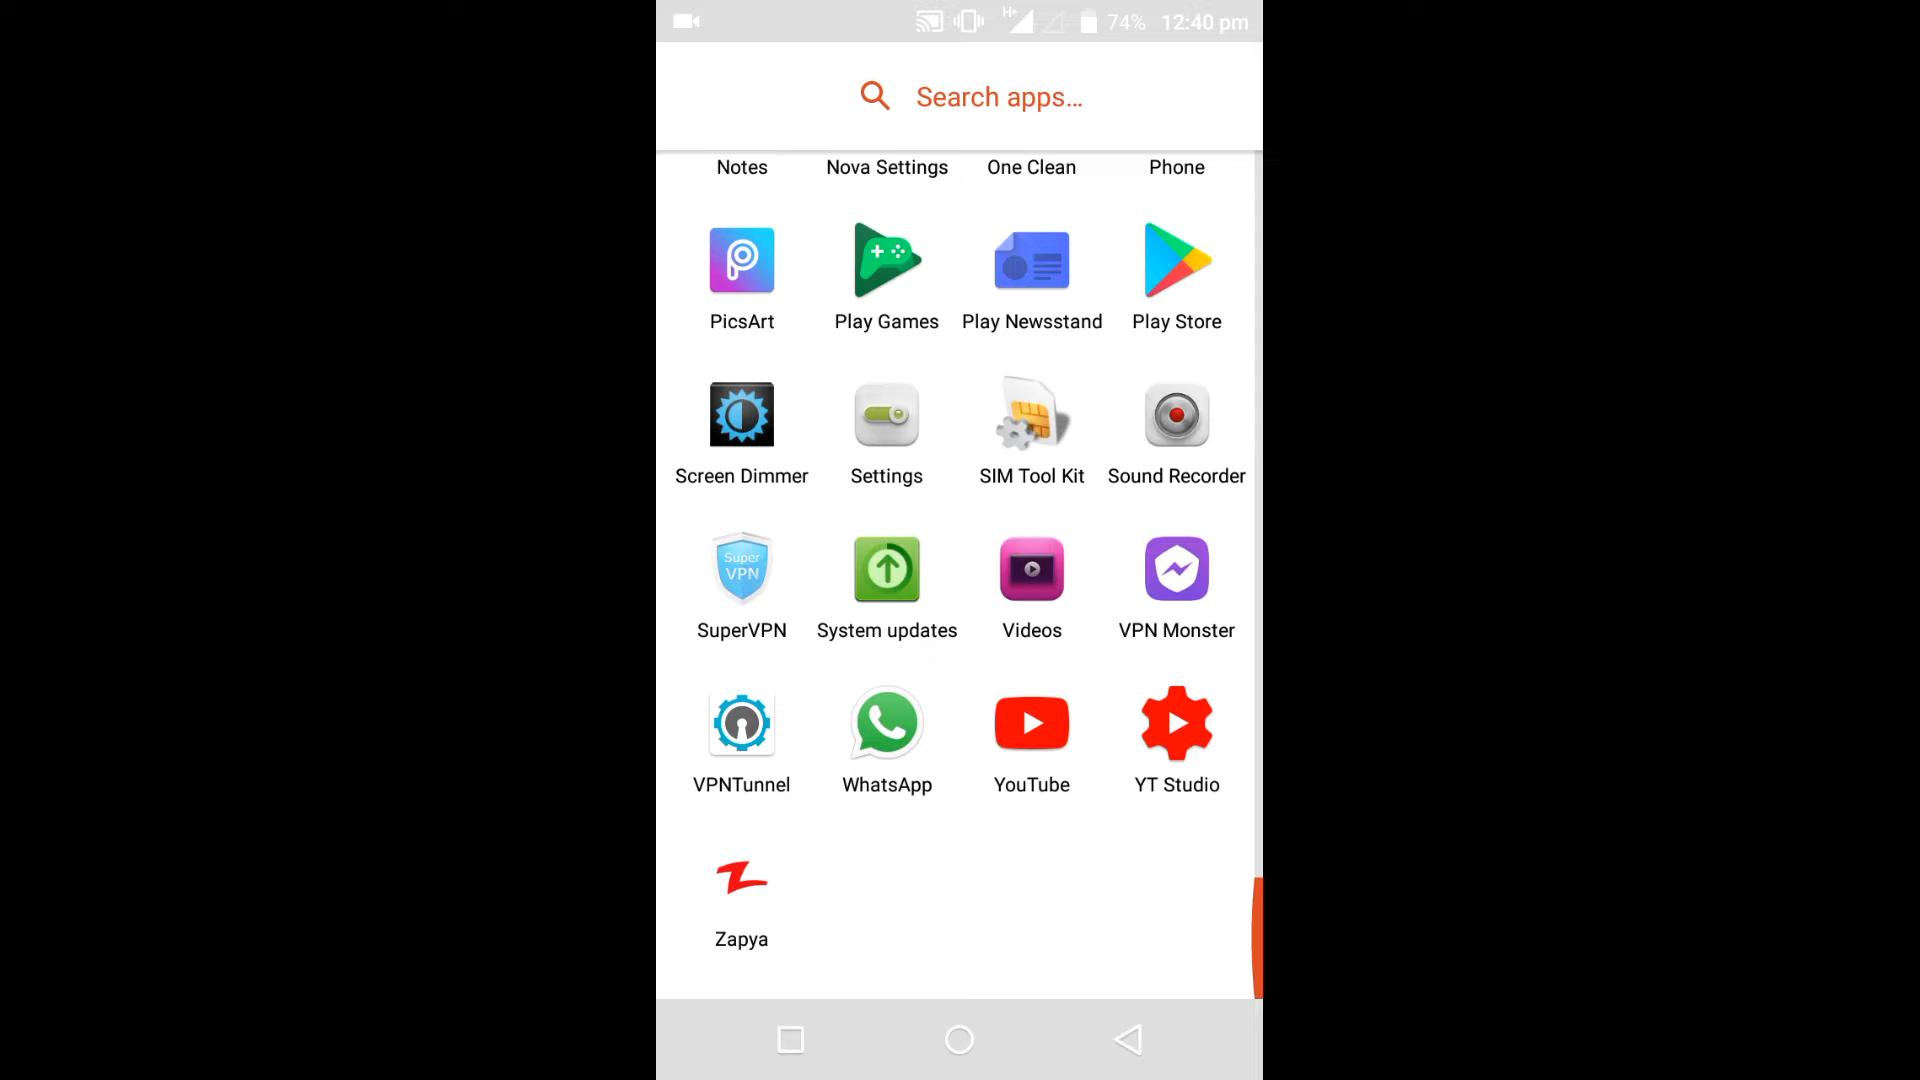 H+ 74% 12:40 pm
Search apps...
Notes Nova Settings One Clean Phone
PicsArt Play Games Play Newsstand Play Store
Screen Dimmer Settings SIM Tool Kit Sound Recorder
Super
VPN
SuperVPN System updates Videos VPN Monster
VPNTunnel WhatsApp YouTube YT Studio
Zapya